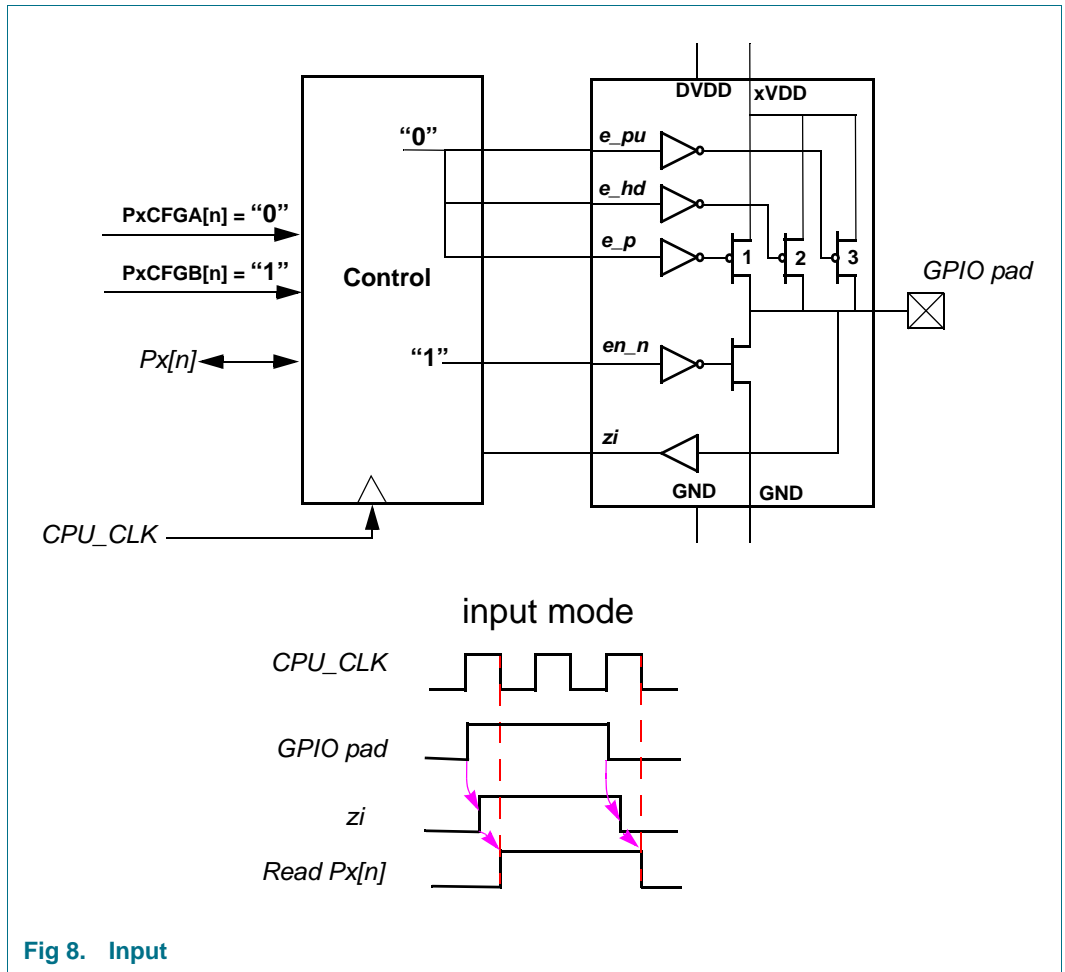 DVDD
xVDD
"0"
e_pu
e_hd
PxCFGA[n] = "0"
e_p
1
2
3
GPIO pad
PxCFGB[n] = "1"
Control
Px[n]
"1"
en_n
zi
GND
GND
CPU_CLK
input mode
CPU_CLK
GPIO pad
zi
Read Px[n]
Fig 8. Input